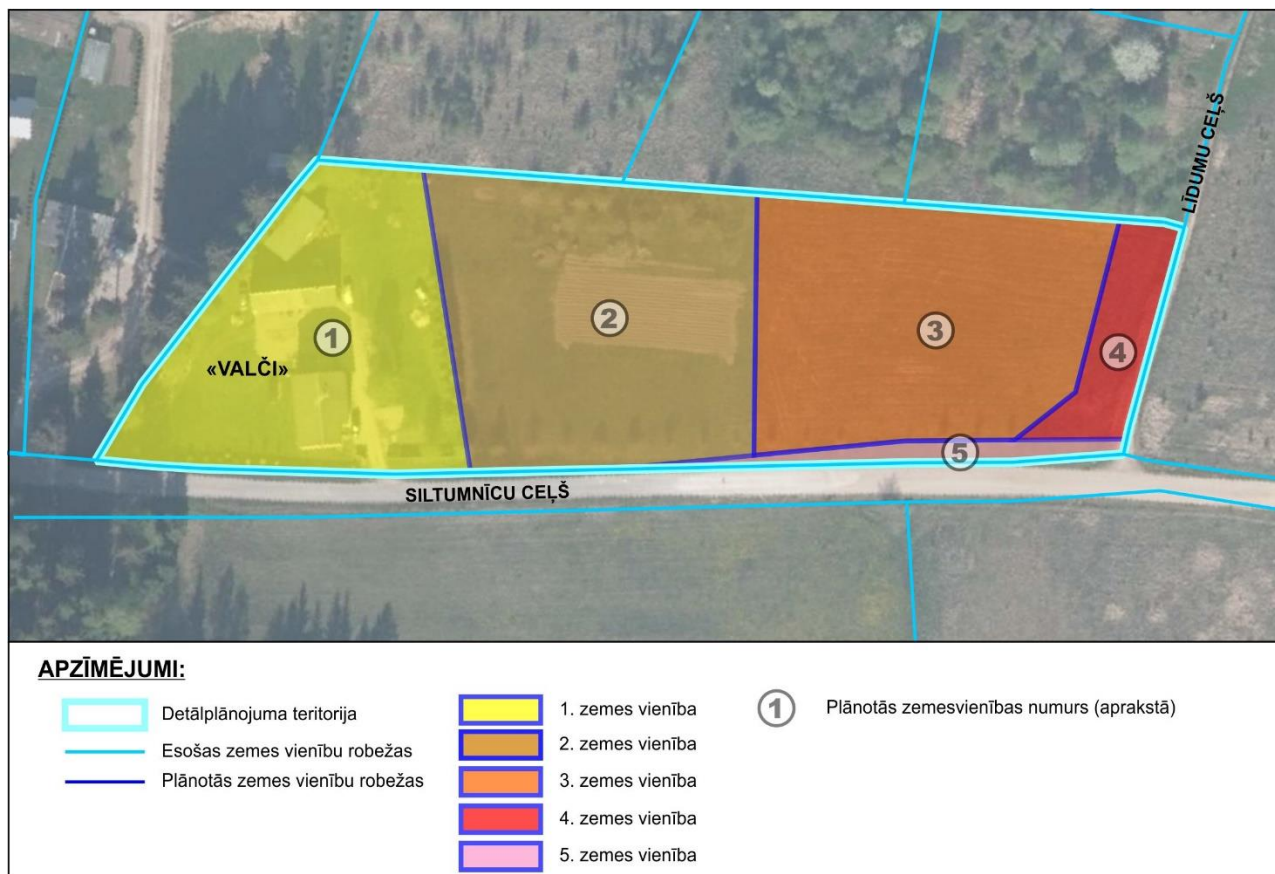 LĪDUMU CEĻŠ
1
2
3
4
«VALČI»
5
SILTUMNĪCU CEĻŠ
APZĪMĒJUMI:
Detālplānojuma teritorija
Esošas zemes vienību robežas
Plānotās zemes vienību robežas
1. zemes vienība
2. zemes vienība
3. zemes vienība
4. zemes vienība
5. zemes vienība
1 Plānotās zemesvienības numurs (aprakstā)